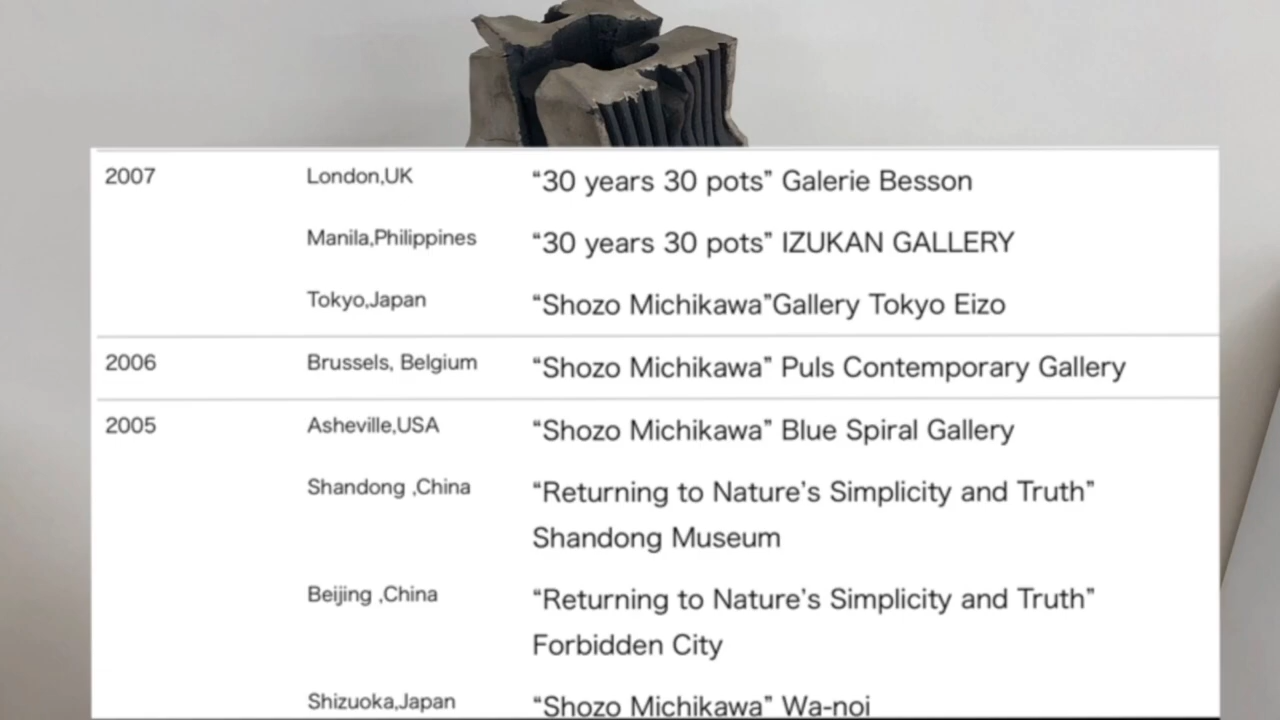 2007 London,UK “30 years 30 pots” Galerie Besson
Manila,Philippines “30 years 30 pots” IZUKAN GALLERY
Tokyo,Japan “Shozo Michikawa”Gallery Tokyo Eizo
2006 Brussels, Belgium “Shozo Michikawa” Puls Contemporary Gallery
2005 Asheville,USA “Shozo Michikawa” Blue Spiral Gallery
Shandong ,China “Returning to Nature’s Simplicity and Truth”
Shandong Museum
Beijing ,China “Returning to Nature’s Simplicity and Truth”
Forbidden City
Shizuoka,Japan “Shozo Michikawa” Wa-noi